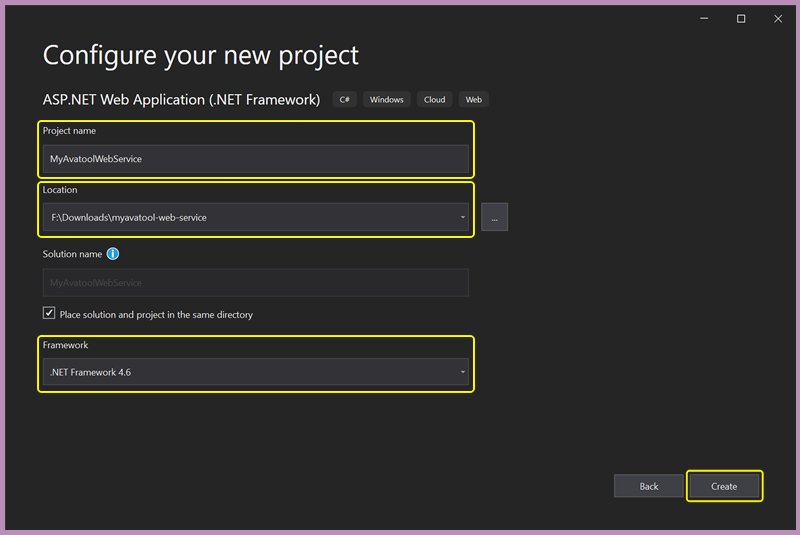 Configure your new project
ASP.NET Web Application (.NET Framework) C# Windows Cloud Web
Project name
MyAvatoolWebService
Location
F:\Downloads\myavatool-web-service
...
Solution name
MyAvatoolWebService
Place solution and project in the same directory
Framework
.NET Framework 4.6
Back Create